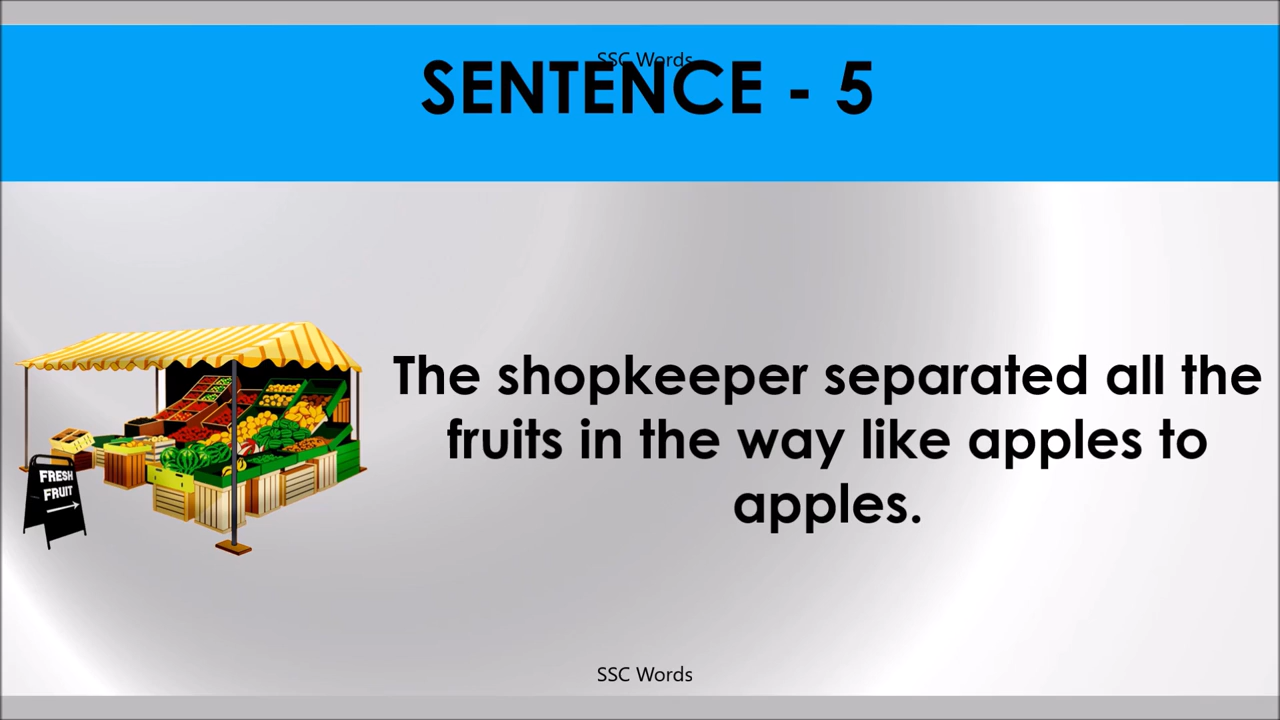 SSC Words
SENTENCE - 5
The shopkeeper separated all the
fruits in the way like apples to
apples.
FRESH
FRUIT
SSC Words